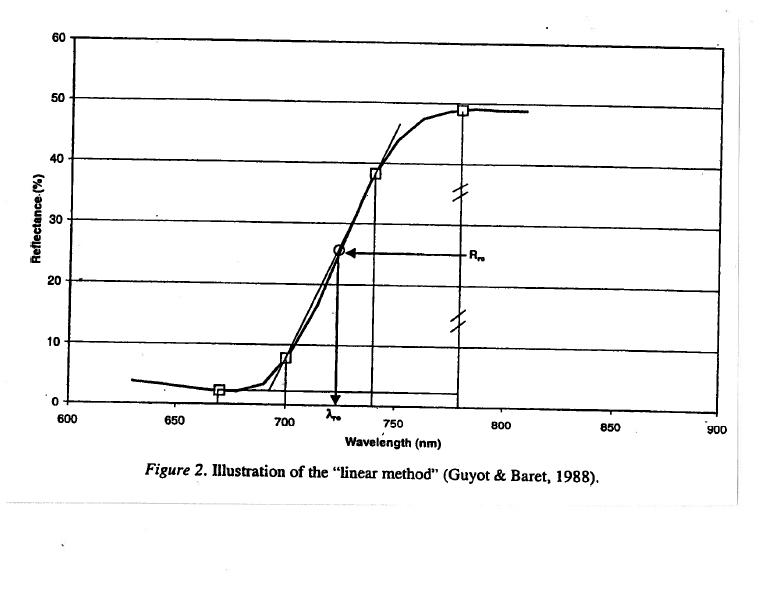 60
50
40
30
20
10
0
Reflectance (%)
R_re
λ_re
600 650 700 750 800 850 900
Wavelength (nm)
Figure 2. Illustration of the "linear method" (Guyot & Baret, 1988).